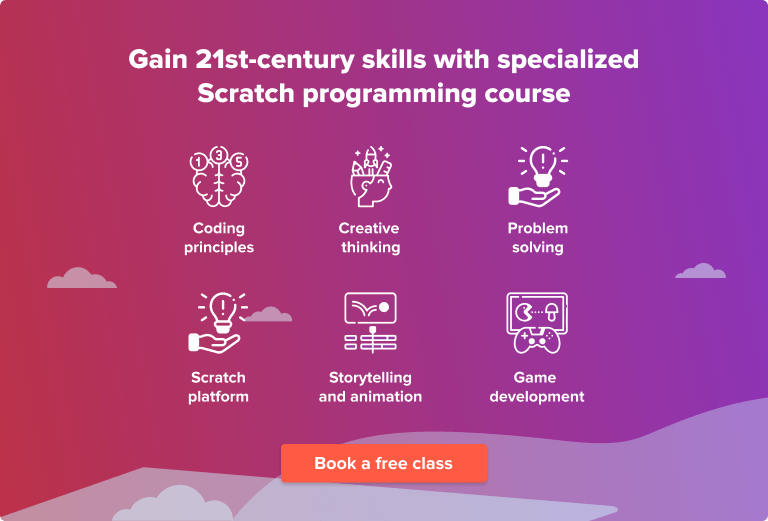 Gain 21st-century skills with specialized
Scratch programming course
1 3 5
Coding
principles
Creative
thinking
Problem
solving
Scratch
platform
Storytelling
and animation
Game
development
Book a free class